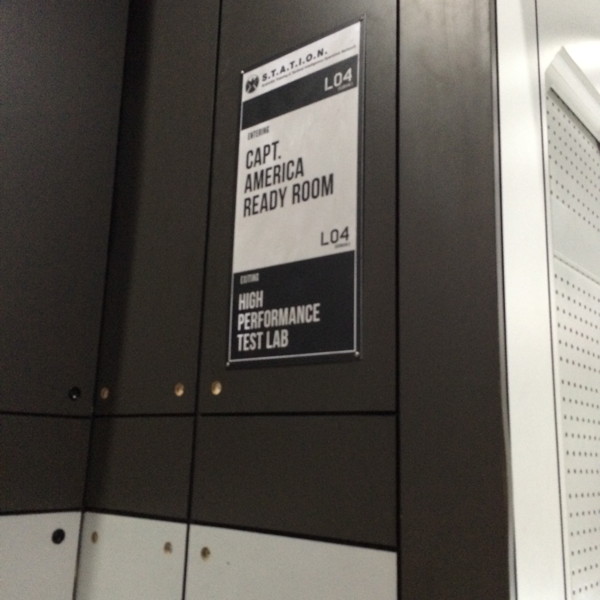 S.T.A.T.I.O.N.
L04
ENTERING
CAPT.
AMERICA
READY ROOM
L04
EXITING
HIGH
PERFORMANCE
TEST LAB